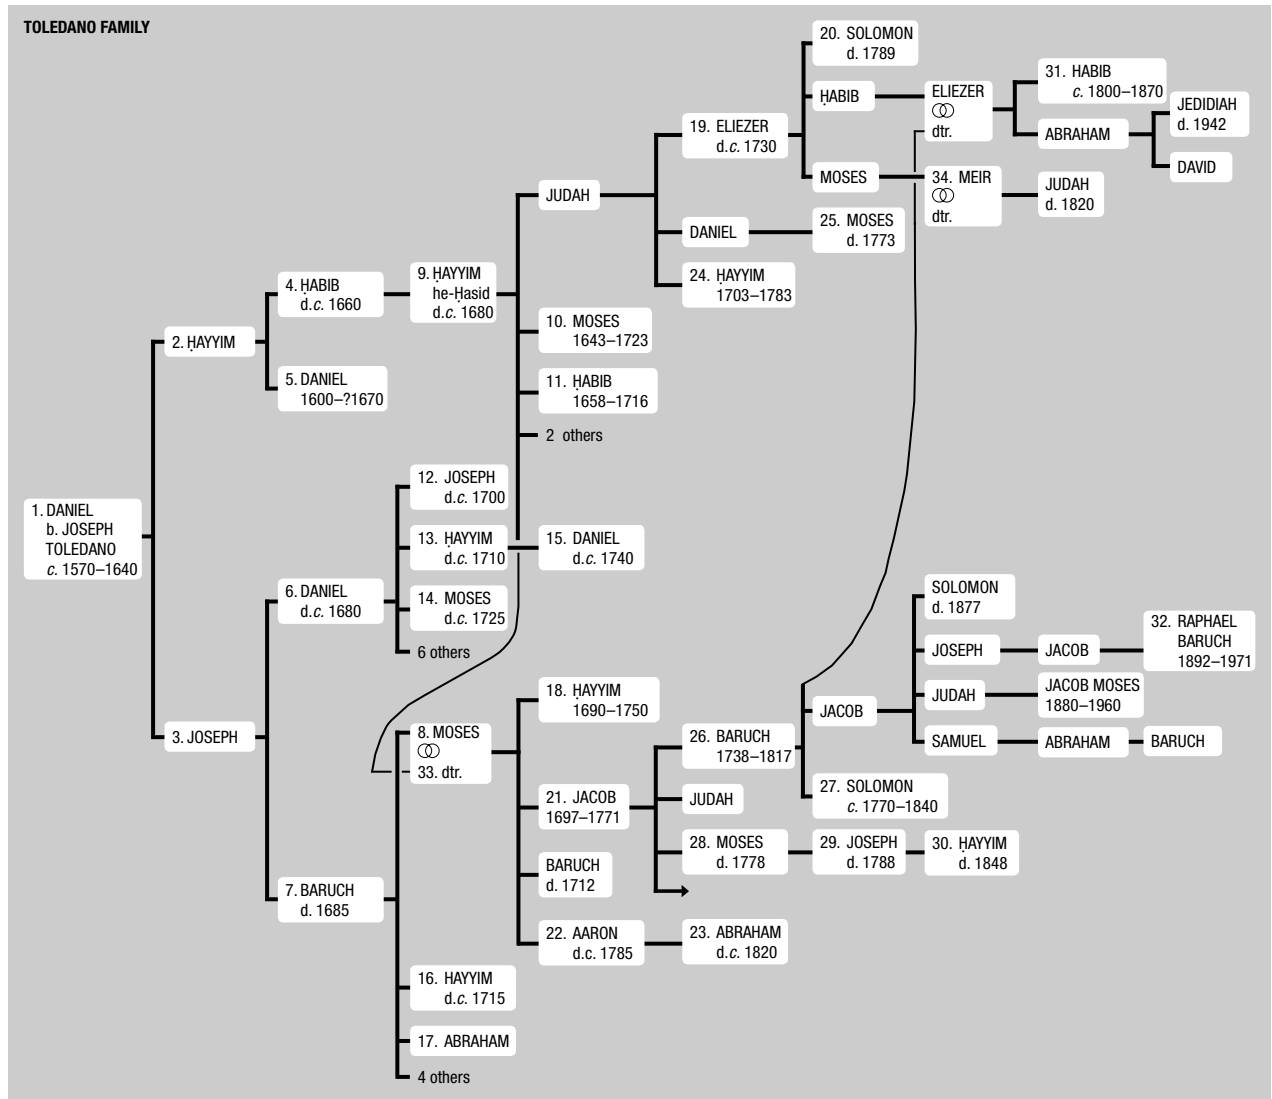 TOLEDANO FAMILY
1. DANIEL
b. JOSEPH
TOLEDANO
c. 1570–1640
2. ḤAYYIM
3. JOSEPH
4. ḤABIB
d.c. 1660
5. DANIEL
1600–?1670
6. DANIEL
d.c. 1680
7. BARUCH
d. 1685
9. ḤAYYIM
he-Ḥasid
d.c. 1680
12. JOSEPH
d.c. 1700
13. ḤAYYIM
d.c. 1710
14. MOSES
d.c. 1725
6 others
8. MOSES
33. dtr.
16. HAYYIM
d.c. 1715
17. ABRAHAM
4 others
JUDAH
10. MOSES
1643–1723
11. ḤABIB
1658–1716
2 others
15. DANIEL
d.c. 1740
18. ḤAYYIM
1690–1750
21. JACOB
1697–1771
BARUCH
d. 1712
22. AARON
d.c. 1785
19. ELIEZER
d.c. 1730
DANIEL
24. ḤAYYIM
1703–1783
26. BARUCH
1738–1817
JUDAH
28. MOSES
d. 1778
23. ABRAHAM
d.c. 1820
20. SOLOMON
d. 1789
ḤABIB
MOSES
25. MOSES
d. 1773
JACOB
27. SOLOMON
c. 1770–1840
29. JOSEPH
d. 1788
ELIEZER
dtr.
34. MEIR
dtr.
SOLOMON
d. 1877
JOSEPH
JUDAH
SAMUEL
30. ḤAYYIM
d. 1848
31. HABIB
c. 1800–1870
ABRAHAM
JUDAH
d. 1820
JACOB
JACOB MOSES
1880–1960
ABRAHAM
JEDIDIAH
d. 1942
DAVID
32. RAPHAEL
BARUCH
1892–1971
BARUCH